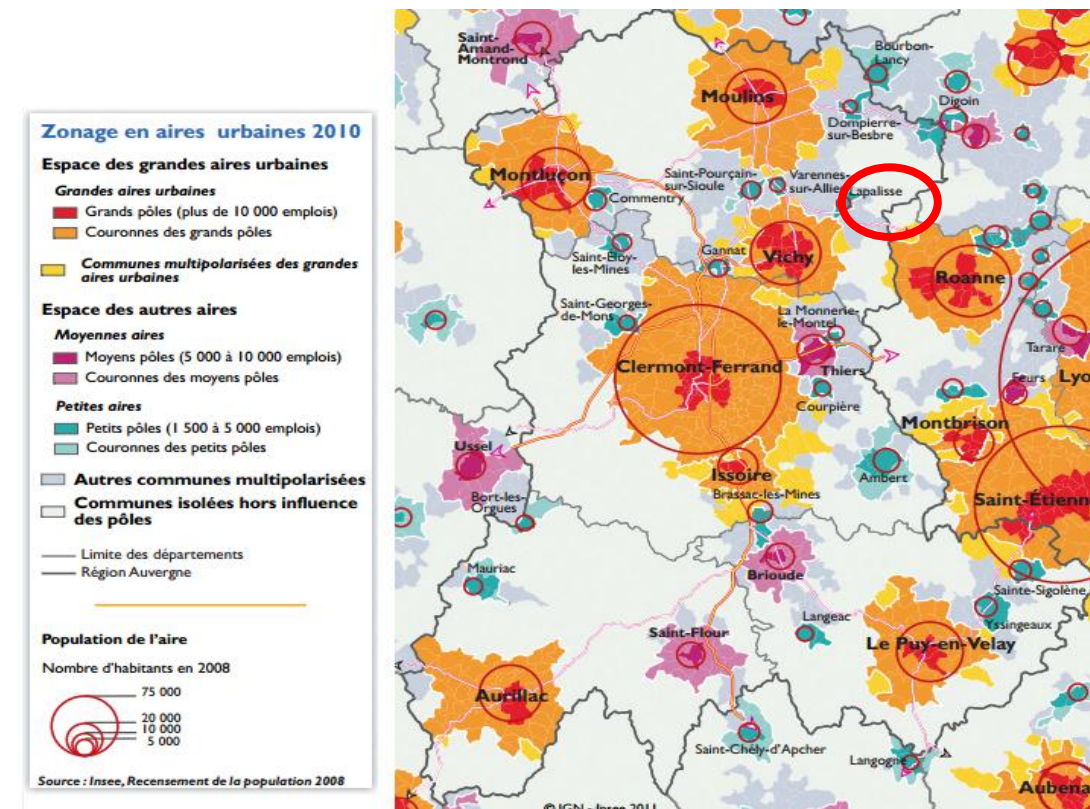 Zonage en aires urbaines 2010
Espace des grandes aires urbaines
Grandes aires urbaines
Grands pôles (plus de 10 000 emplois)
Couronnes des grands pôles
Communes multipolarisées des grandes
aires urbaines
Espace des autres aires
Moyennes aires
Moyens pôles (5 000 à 10 000 emplois)
Couronnes des moyens pôles
Petites aires
Petits pôles (1 500 à 5 000 emplois)
Couronnes des petits pôles
Autres communes multipolarisées
Communes isolées hors influence
des pôles
Limite des départements
Région Auvergne
Population de l'aire
Nombre d'habitants en 2008
75 000
20 000
10 000
5 000
Source : Insee, Recensement de la population 2008
Saint-
Amand-
Montrond
Bourbon-
Lancy
Moulins
Digoin
Dompierre-
sur-Besbre
Montluçon
Commentry
Saint-Pourçain-
sur-Sioule
Varennes-
sur-Allier
Lapalisse
Saint-Eloy-
les-Mines
Gannat
Vichy
Roanne
Saint-Georges-
de-Mons
La Monnerie-
le-Montel
Clermont-Ferrand
Thiers
Tarare
Feurs
Lyo
Courpière
Montbrison
Ussel
Issoire
Ambert
Brassac-les-Mines
Bort-les-
Orgues
Saint-Étienn
Mauriac
Brioude
Sainte-Sigolène
Langeac
Yssingeaux
Saint-Flour
Le Puy-en-Velay
Aurillac
Saint-Chély-d'Apcher
Langogne
Aubena
© IGN - Insee 2011